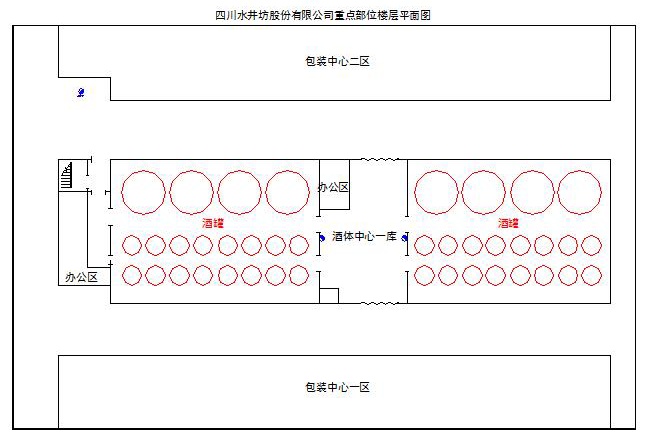 四川水井坊股份有限公司重点部位楼层平面图
包装中心二区
办公区
酒罐
酒罐
酒体中心一库
办公区
包装中心一区